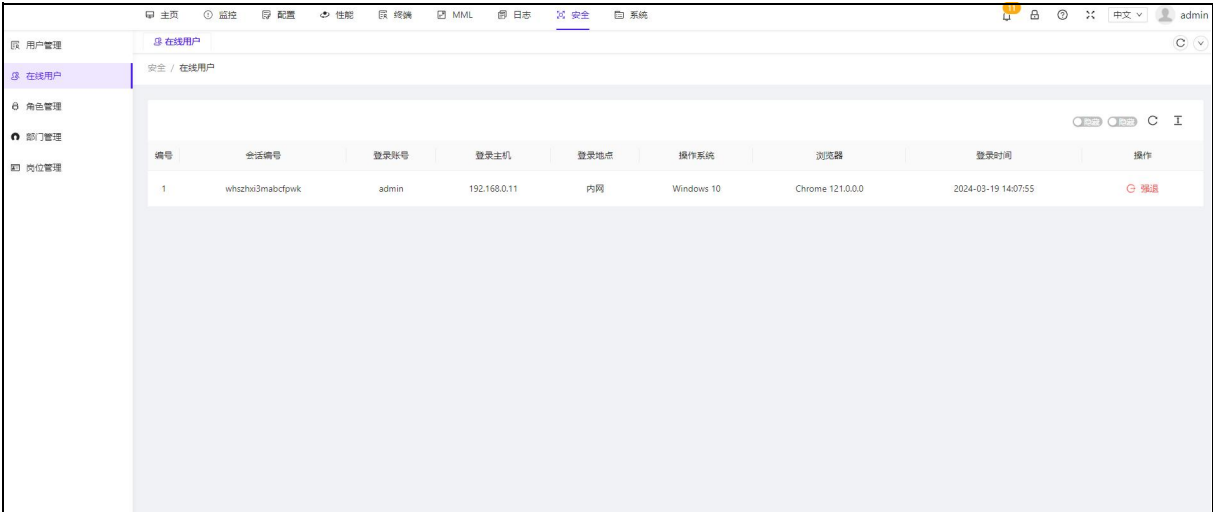 主页 监控 配置 性能 终端 MML 日志 安全 系统 11 中文 admin
用户管理
在线用户
角色管理
部门管理
岗位管理
在线用户
安全 / 在线用户
编号 会话编号 登录账号 登录主机 登录地点 操作系统 浏览器 登录时间 操作
1 whszhxi3mabcfpwk admin 192.168.0.11 内网 Windows 10 Chrome 121.0.0.0 2024-03-19 14:07:55 强退